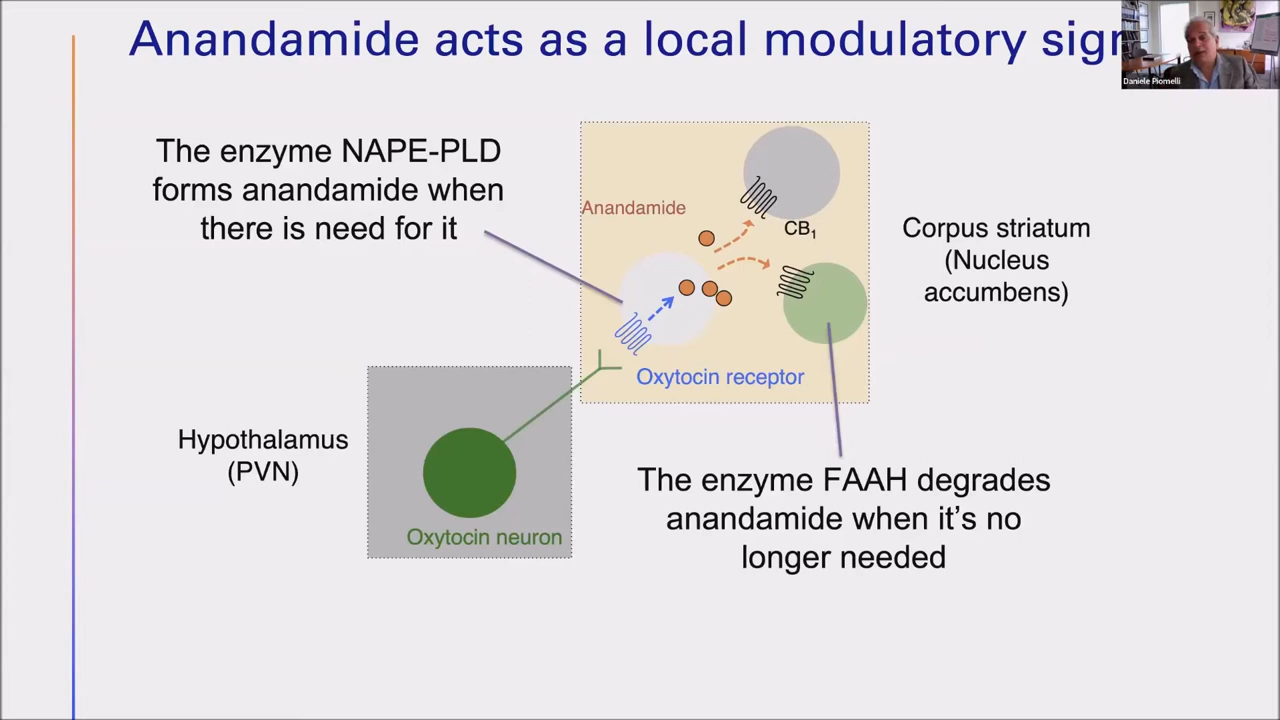 Anandamide acts as a local modulatory sign
Daniele Piomelli
The enzyme NAPE-PLD
forms anandamide when
there is need for it
Anandamide
CB₁
Corpus striatum
(Nucleus
accumbens)
Oxytocin receptor
Hypothalamus
(PVN)
Oxytocin neuron
The enzyme FAAH degrades
anandamide when it’s no
longer needed